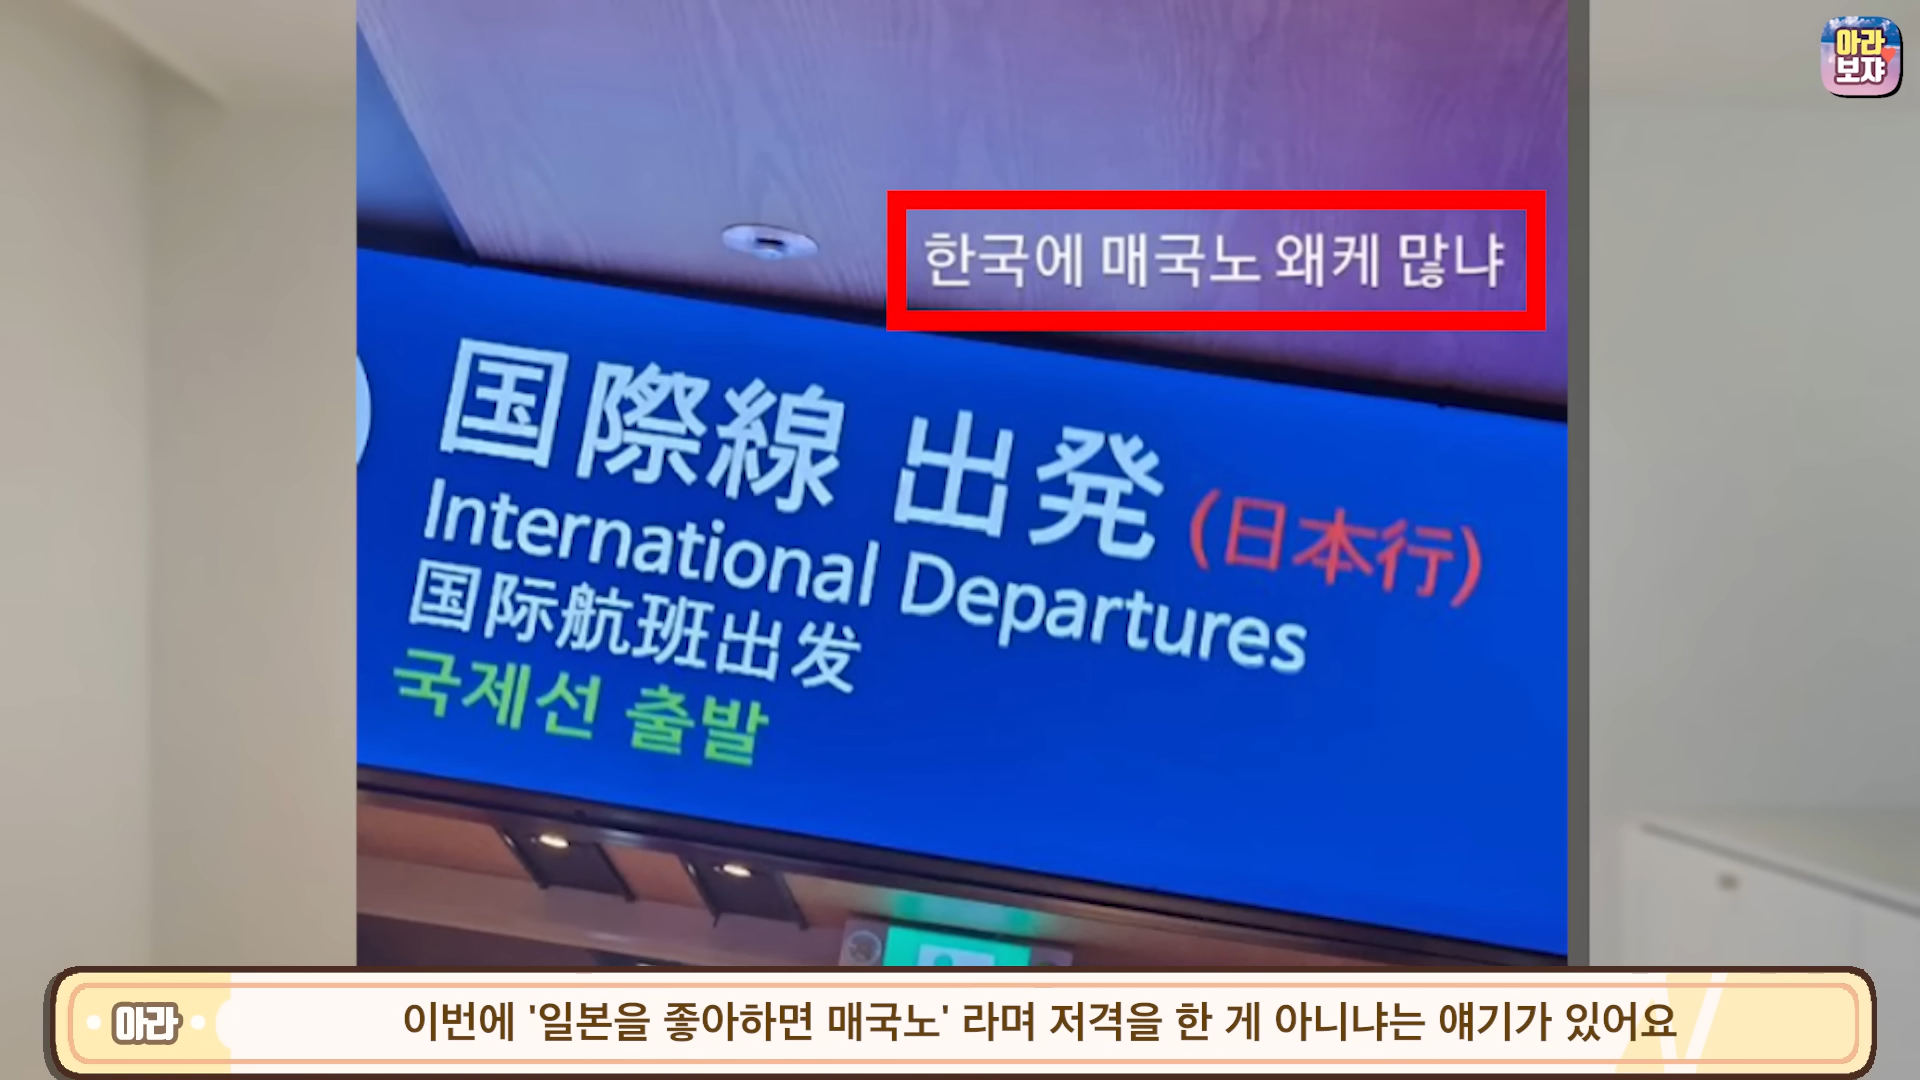 아라
보쟈
한국에 매국노 왜케 많냐
国際線 出発 (日本行)
International Departures
国际航班出发
국제선 출발
아라
이번에 '일본을 좋아하면 매국노' 라며 저격을 한 게 아니냐는 얘기가 있어요